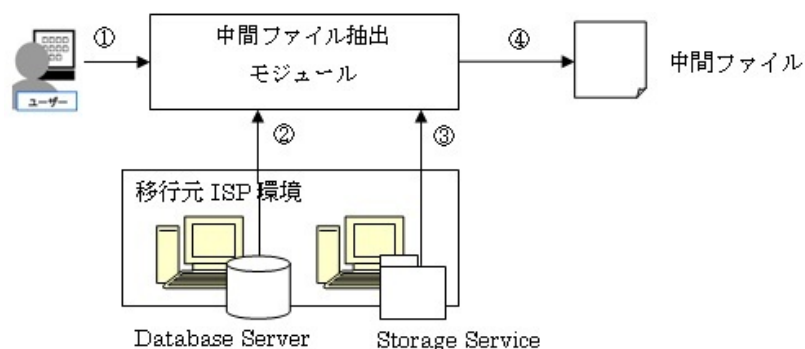 ①
中間ファイル抽出
モジュール
④
中間ファイル
ユーザー
②
③
移行元 ISP 環境
Database Server
Storage Service